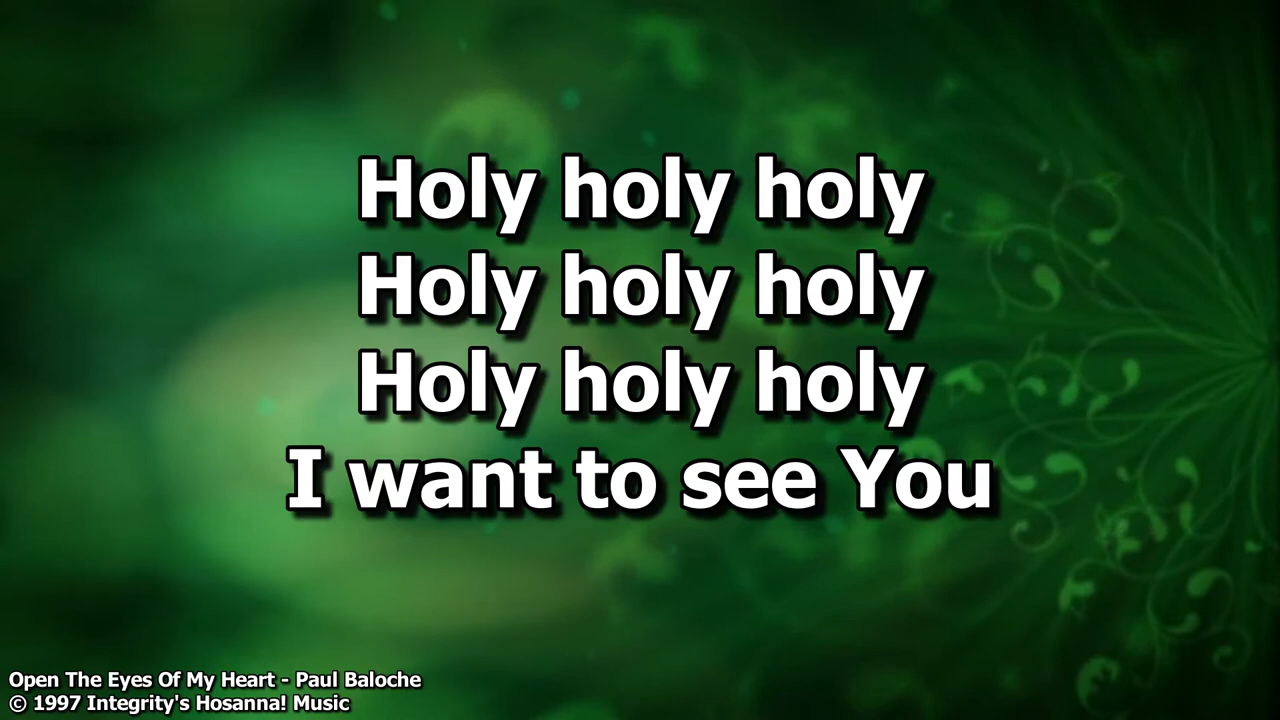 Holy holy holy
Holy holy holy
Holy holy holy
I want to see You
Open The Eyes Of My Heart - Paul Baloche
© 1997 Integrity's Hosanna! Music